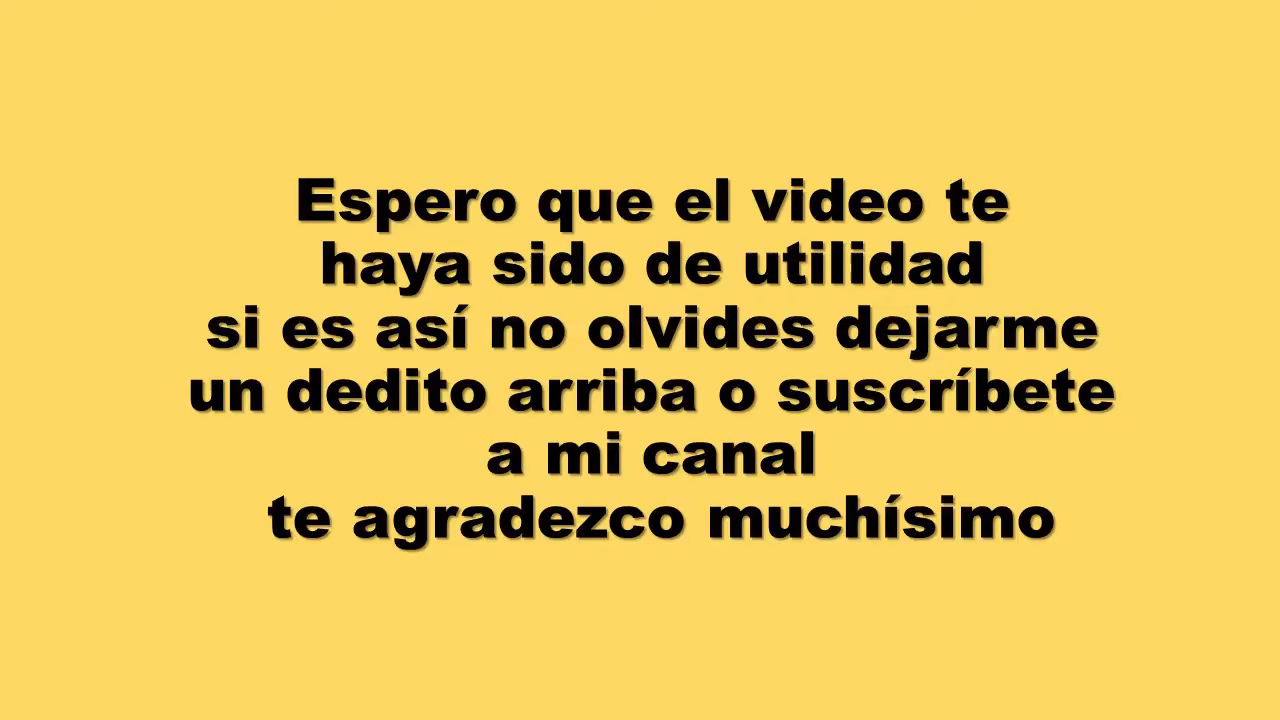 Espero que el video te
haya sido de utilidad
si es así no olvides dejarme
un dedito arriba o suscríbete
a mi canal
te agradezco muchísimo